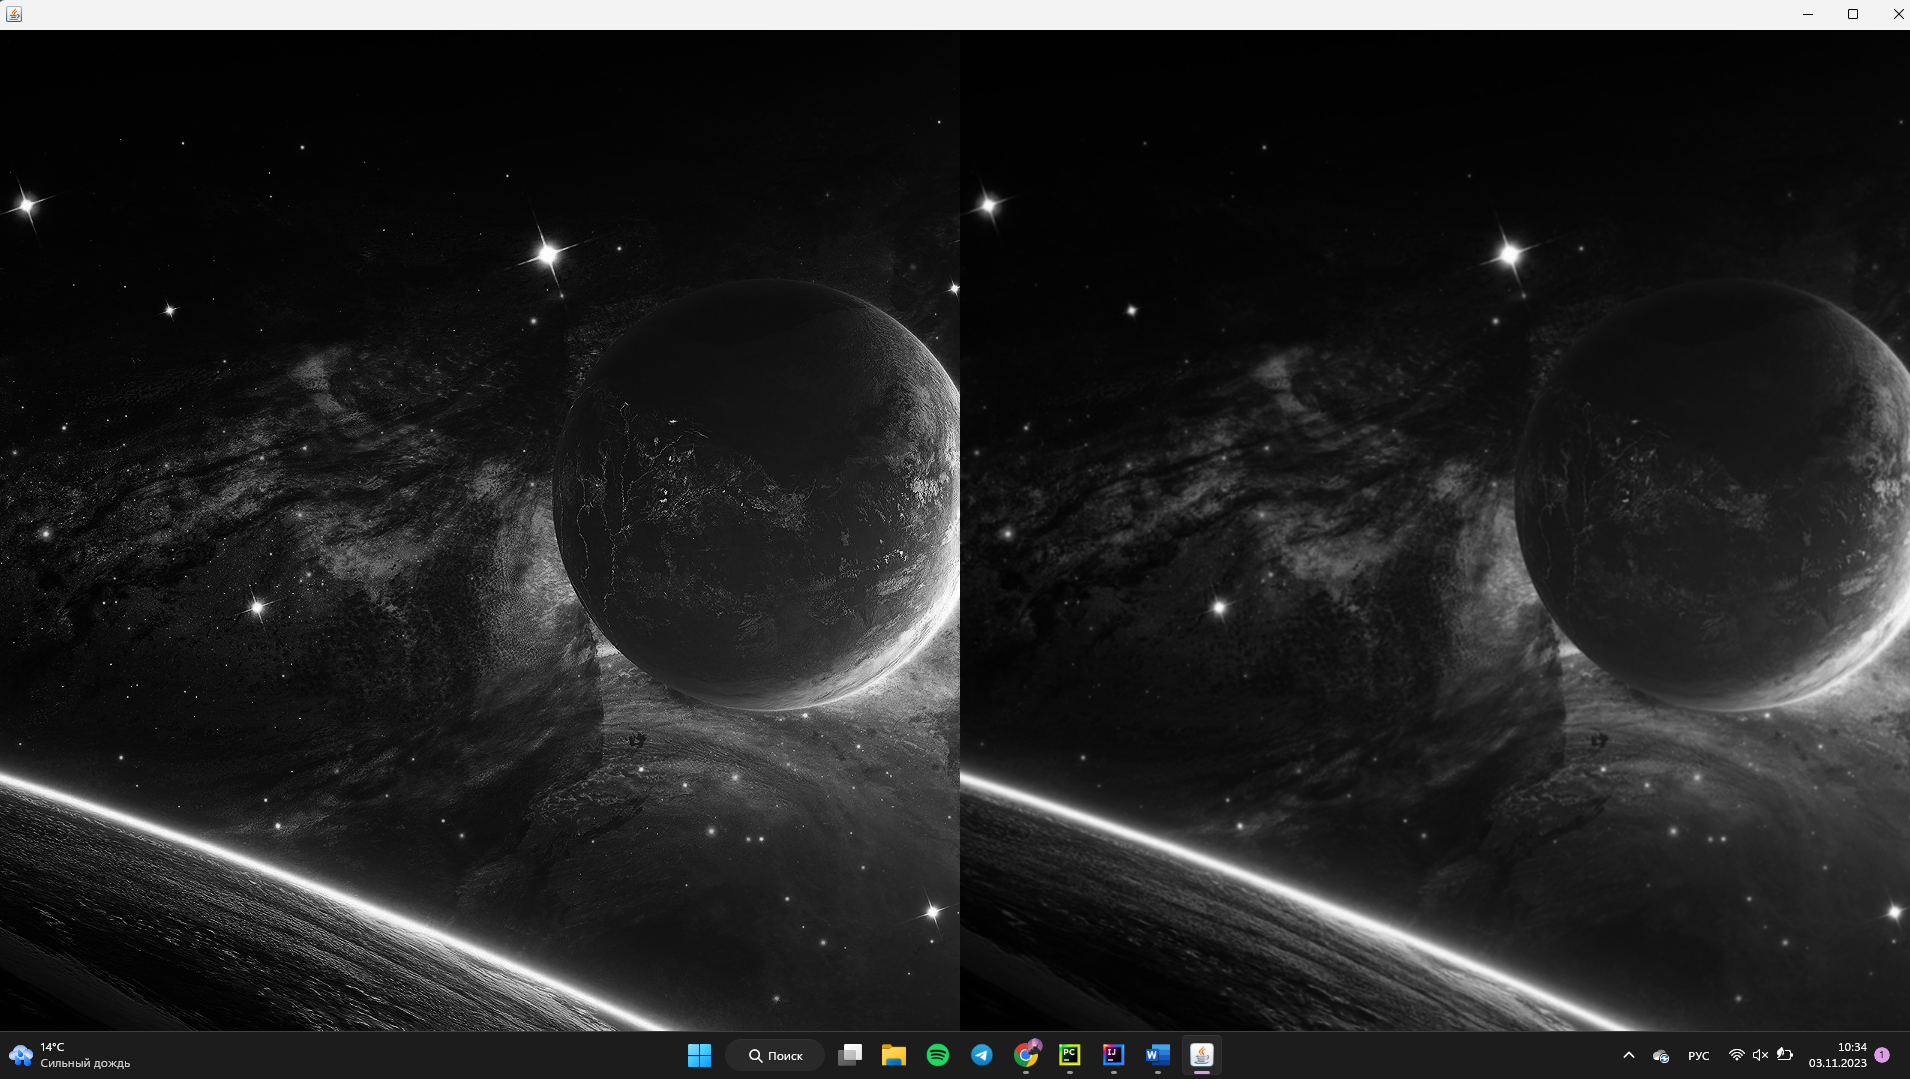 14°C
Сильный дождь
Поиск
PC
IJ
W
РУС
10:34
03.11.2023
1